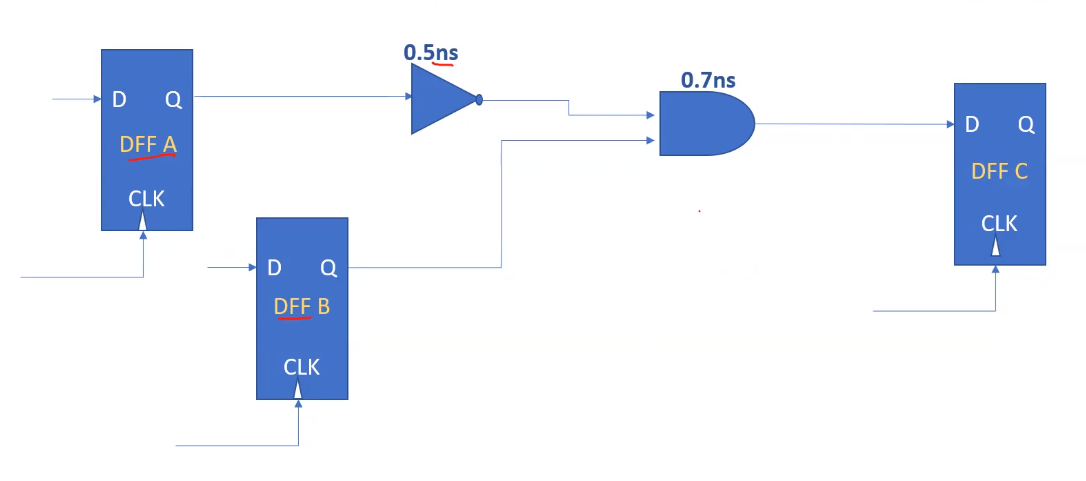 0.5ns
0.7ns
D Q
DFF A
CLK
D Q
DFF B
CLK
D Q
DFF C
CLK